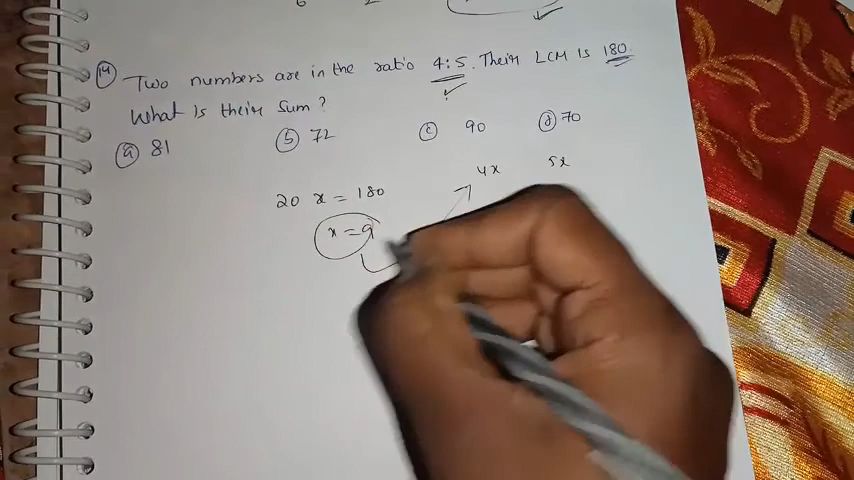 14 Two numbers are in the ratio 4:5. Their LCM is 180.
What is their sum?
a 81 b 72 c 90 d 70
4x 5x
20 x = 180
x = 9